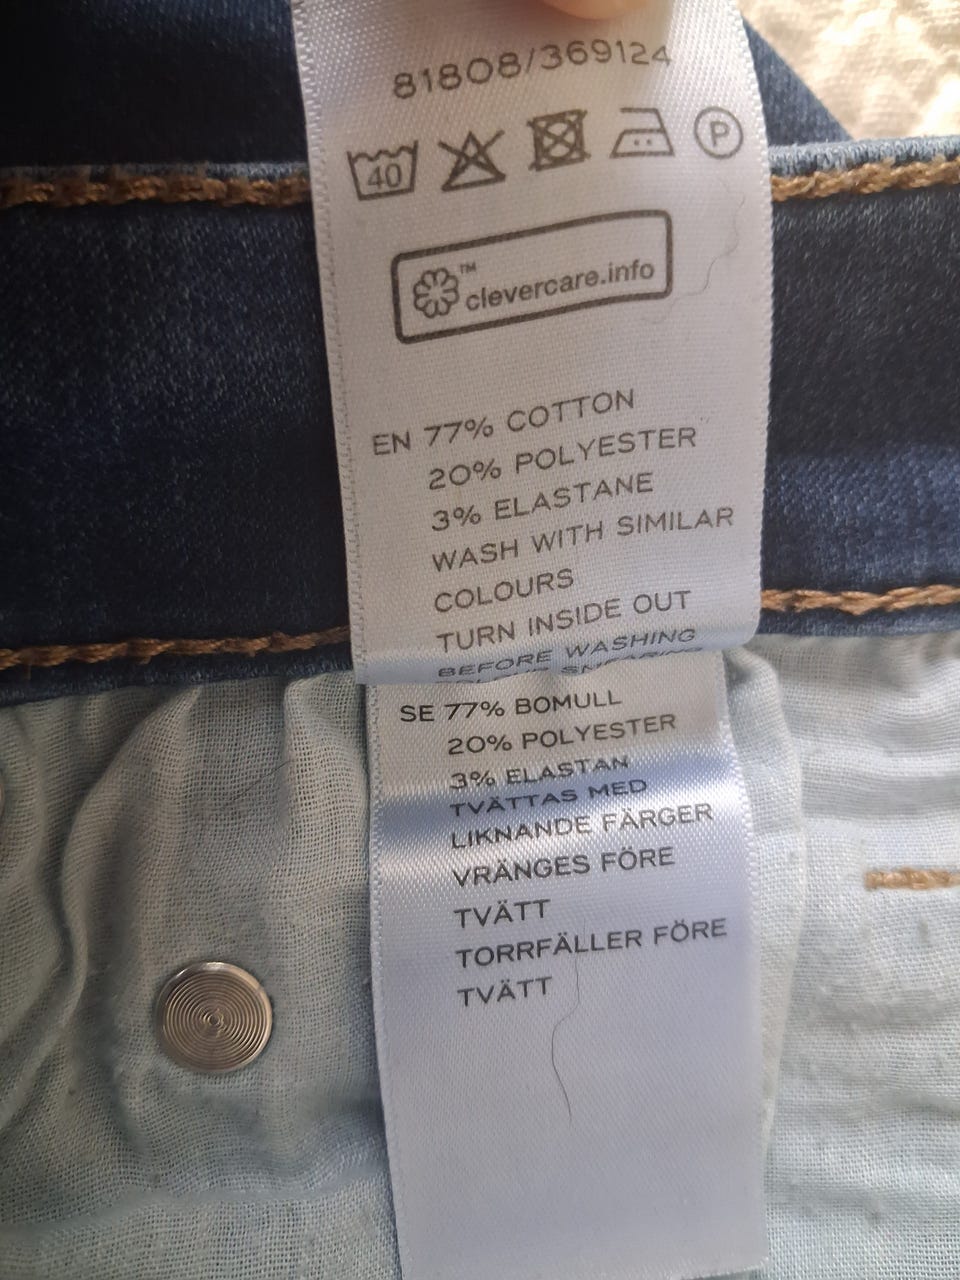 81808/369124
40 P
™ clevercare.info
EN 77% COTTON
20% POLYESTER
3% ELASTANE
WASH WITH SIMILAR
COLOURS
TURN INSIDE OUT
BEFORE WASHING
SE 77% BOMULL
20% POLYESTER
3% ELASTAN
TVÄTTAS MED
LIKNANDE FÄRGER
VRÄNGES FÖRE
TVÄTT
TORRFÄLLER FÖRE
TVÄTT